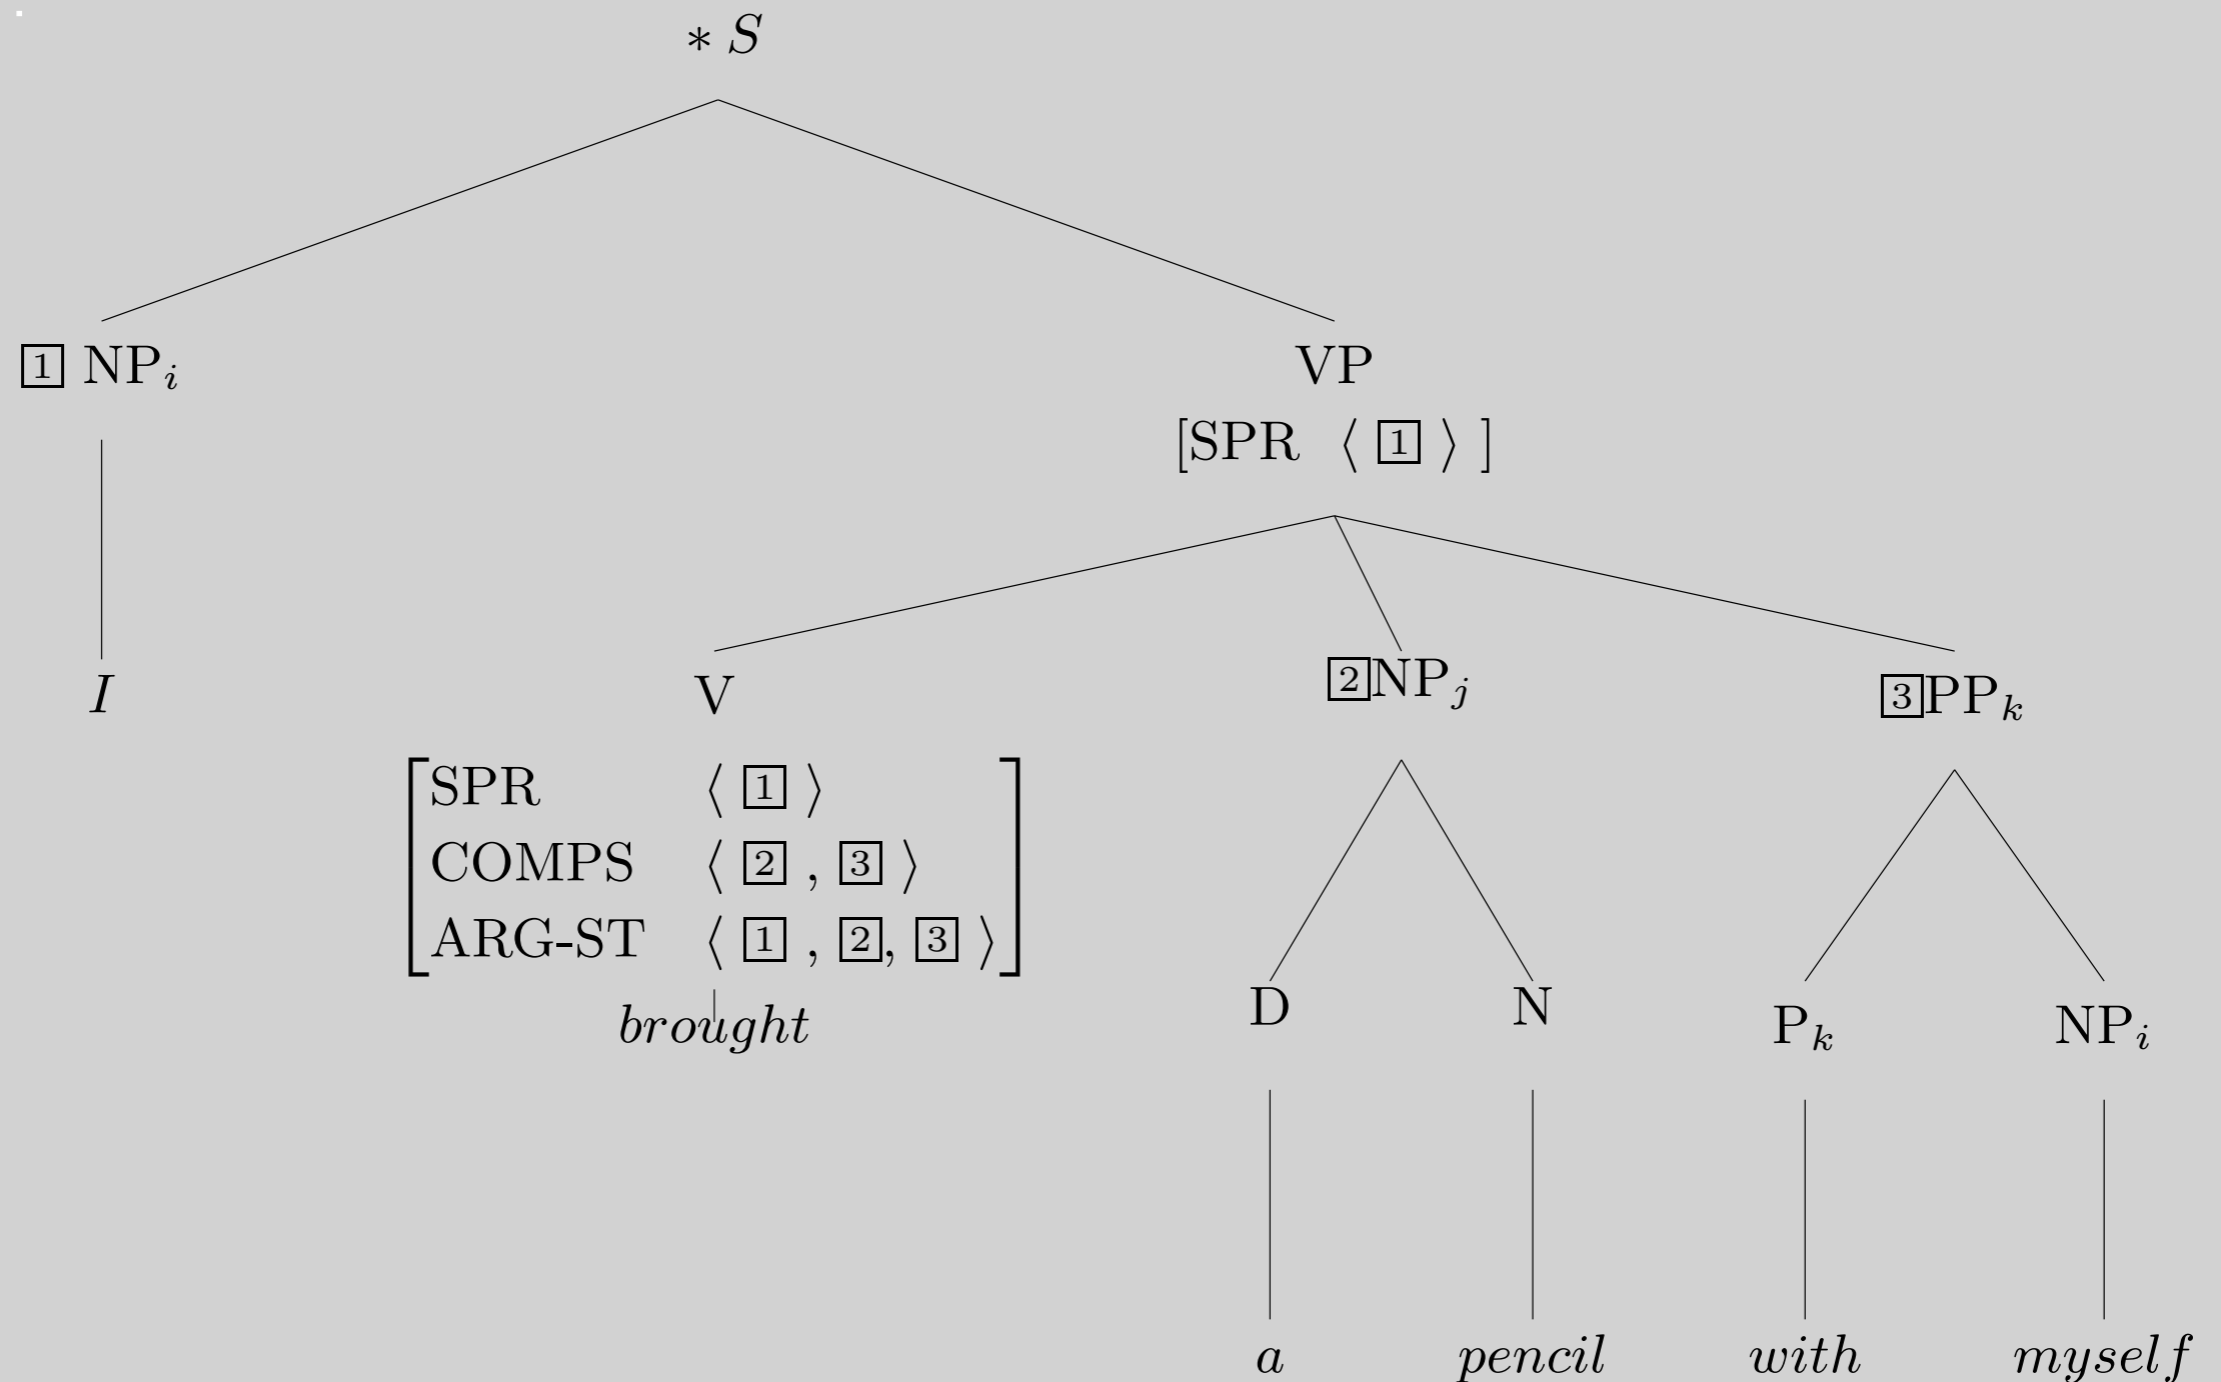 * S
1 NP_i VP
[SPR ⟨ 1 ⟩ ]
I V 2NP_j 3PP_k
[SPR ⟨ 1 ⟩
COMPS ⟨ 2 , 3 ⟩
ARG-ST ⟨ 1 , 2, 3 ⟩]
brought D N P_k NP_i
a pencil with myself